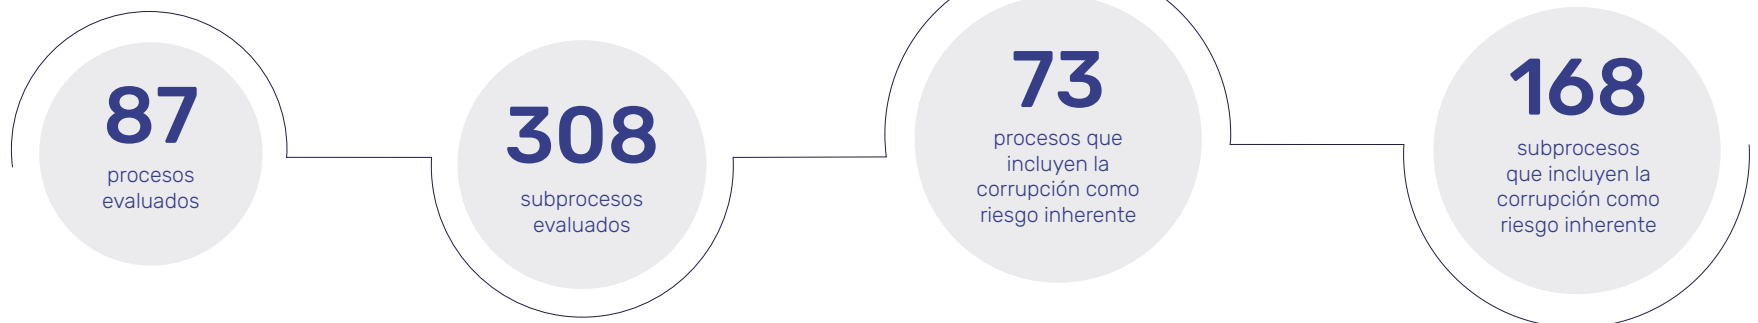 87
procesos
evaluados
308
subprocesos
evaluados
73
procesos que
incluyen la
corrupción como
riesgo inherente
168
subprocesos
que incluyen la
corrupción como
riesgo inherente